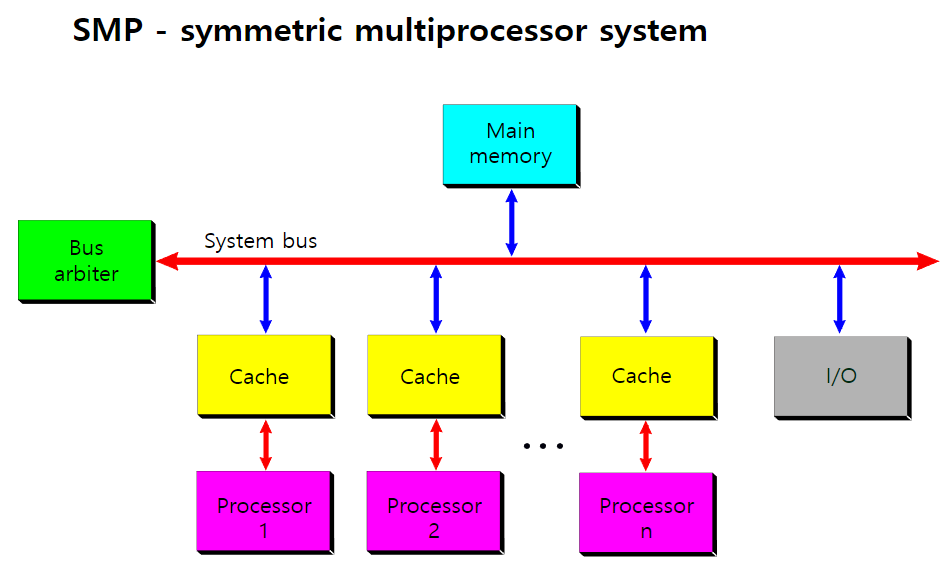 SMP - symmetric multiprocessor system
Main
memory
Bus
arbiter
System bus
Cache
Cache
Cache
I/O
...
Processor
1
Processor
2
Processor
n